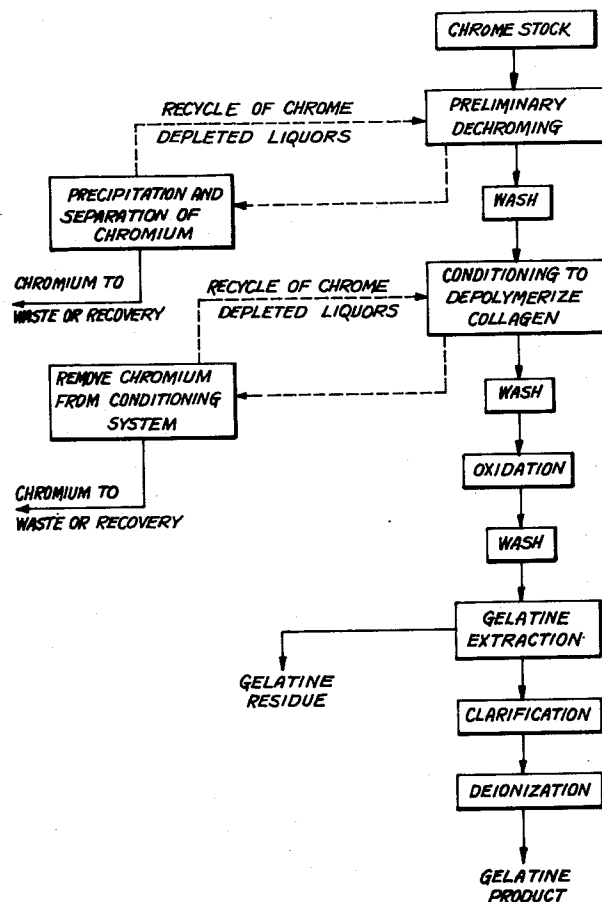 CHROME STOCK
RECYCLE OF CHROME
DEPLETED LIQUORS
PRELIMINARY
DECHROMING
PRECIPITATION AND
SEPARATION OF
CHROMIUM
WASH
CHROMIUM TO
WASTE OR RECOVERY
RECYCLE OF CHROME
DEPLETED LIQUORS
CONDITIONING TO
DEPOLYMERIZE
COLLAGEN
REMOVE CHROMIUM
FROM CONDITIONING
SYSTEM
WASH
CHROMIUM TO
WASTE OR RECOVERY
OXIDATION
WASH
GELATINE
EXTRACTION
GELATINE
RESIDUE
CLARIFICATION
DEIONIZATION
GELATINE
PRODUCT